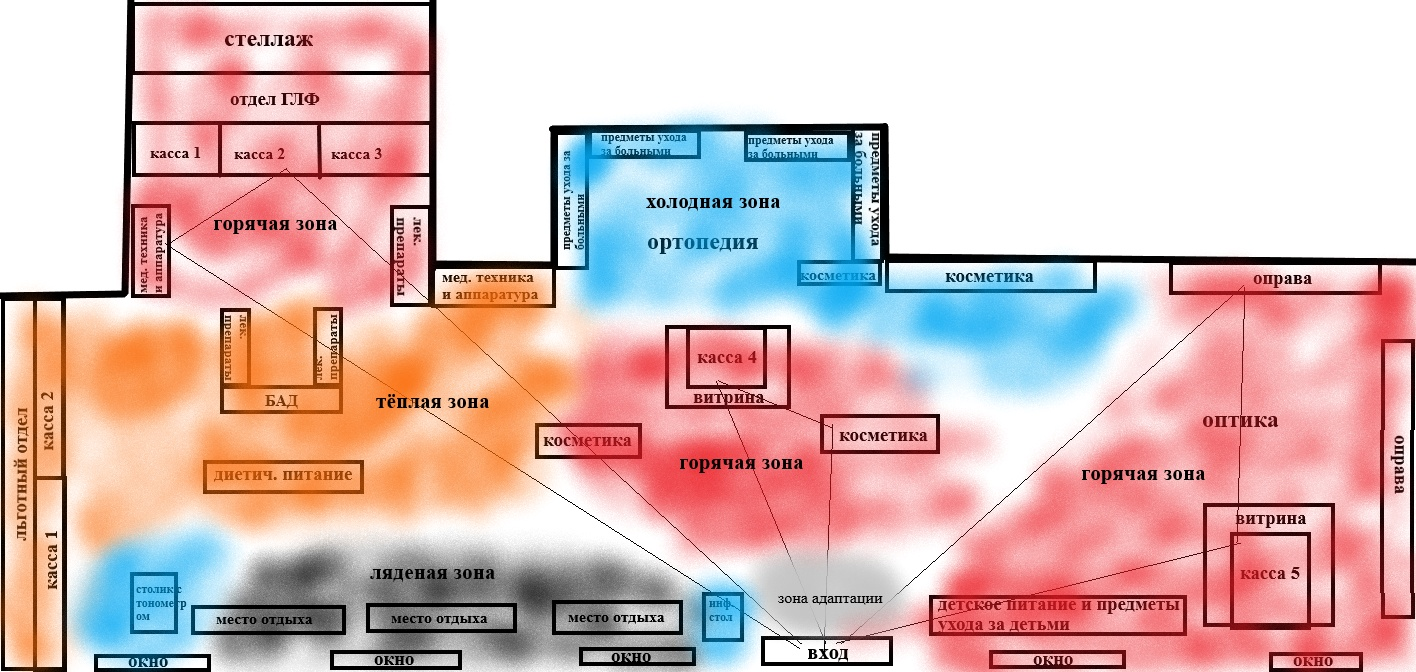 стеллаж
отдел ГЛФ
касса 1
касса 2
касса 3
горячая зона
мед. техника
и аппаратура
лек.
препараты
мед. техника
и аппаратура
предметы ухода за
больными
предметы ухода
за больными
предметы ухода
за больными
предметы ухода
за больными
холодная зона
ортопедия
косметика
косметика
оправа
льготный отдел
касса 2
касса 1
лек.
препараты
лек.
препараты
БАД
тёплая зона
диетич. питание
касса 4
витрина
косметика
косметика
горячая зона
оптика
горячая зона
оправа
витрина
касса 5
ляденая зона
столик с
тонометр
ом
место отдыха
место отдыха
место отдыха
инф.
стол
зона адаптации
детское питание и предметы
ухода за детьми
вход
окно
окно
окно
окно
окно